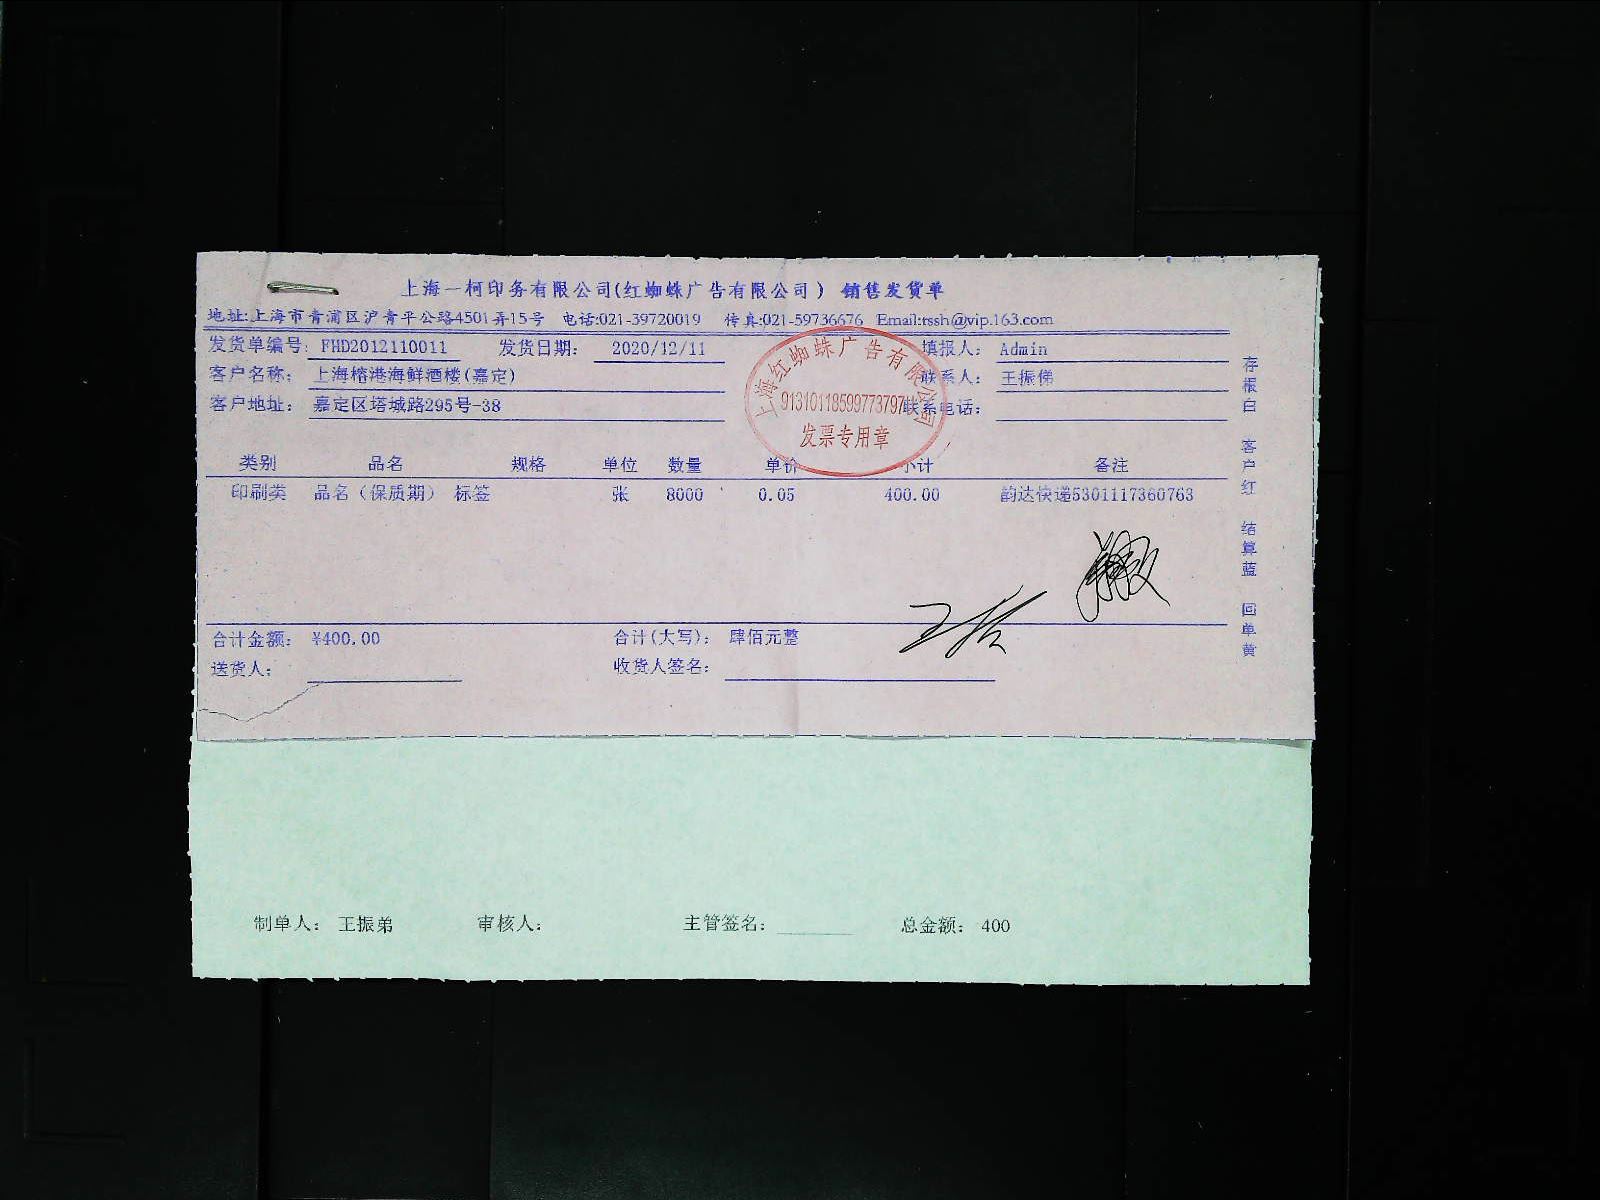 上海一柯印务有限公司(红蜘蛛广告有限公司) 销售发货单
地址:上海市青浦区沪青平公路4501弄15号 电话:021-39720019 传真:021-59736676 Email:tssh@vip.163.com
发货单编号: FHD2012110011 发货日期: 2020/12/11 填报人: Admin
客户名称: 上海榕港海鲜酒楼(嘉定) 联系人: 王振俤
客户地址: 嘉定区塔城路295号-38 联系电话:
上海红蜘蛛广告有限公司
913101185997737971
发票专用章
类别 品名 规格 单位 数量 单价 小计 备注
印刷类 品名（保质期） 标签 张 8000 0.05 400.00 韵达快递5301117360763
合计金额: ¥400.00 合计(大写): 肆佰元整
送货人: 收货人签名:
存根白 客户红 结算蓝 回单黄
制单人: 王振弟 审核人: 主管签名: 总金额: 400